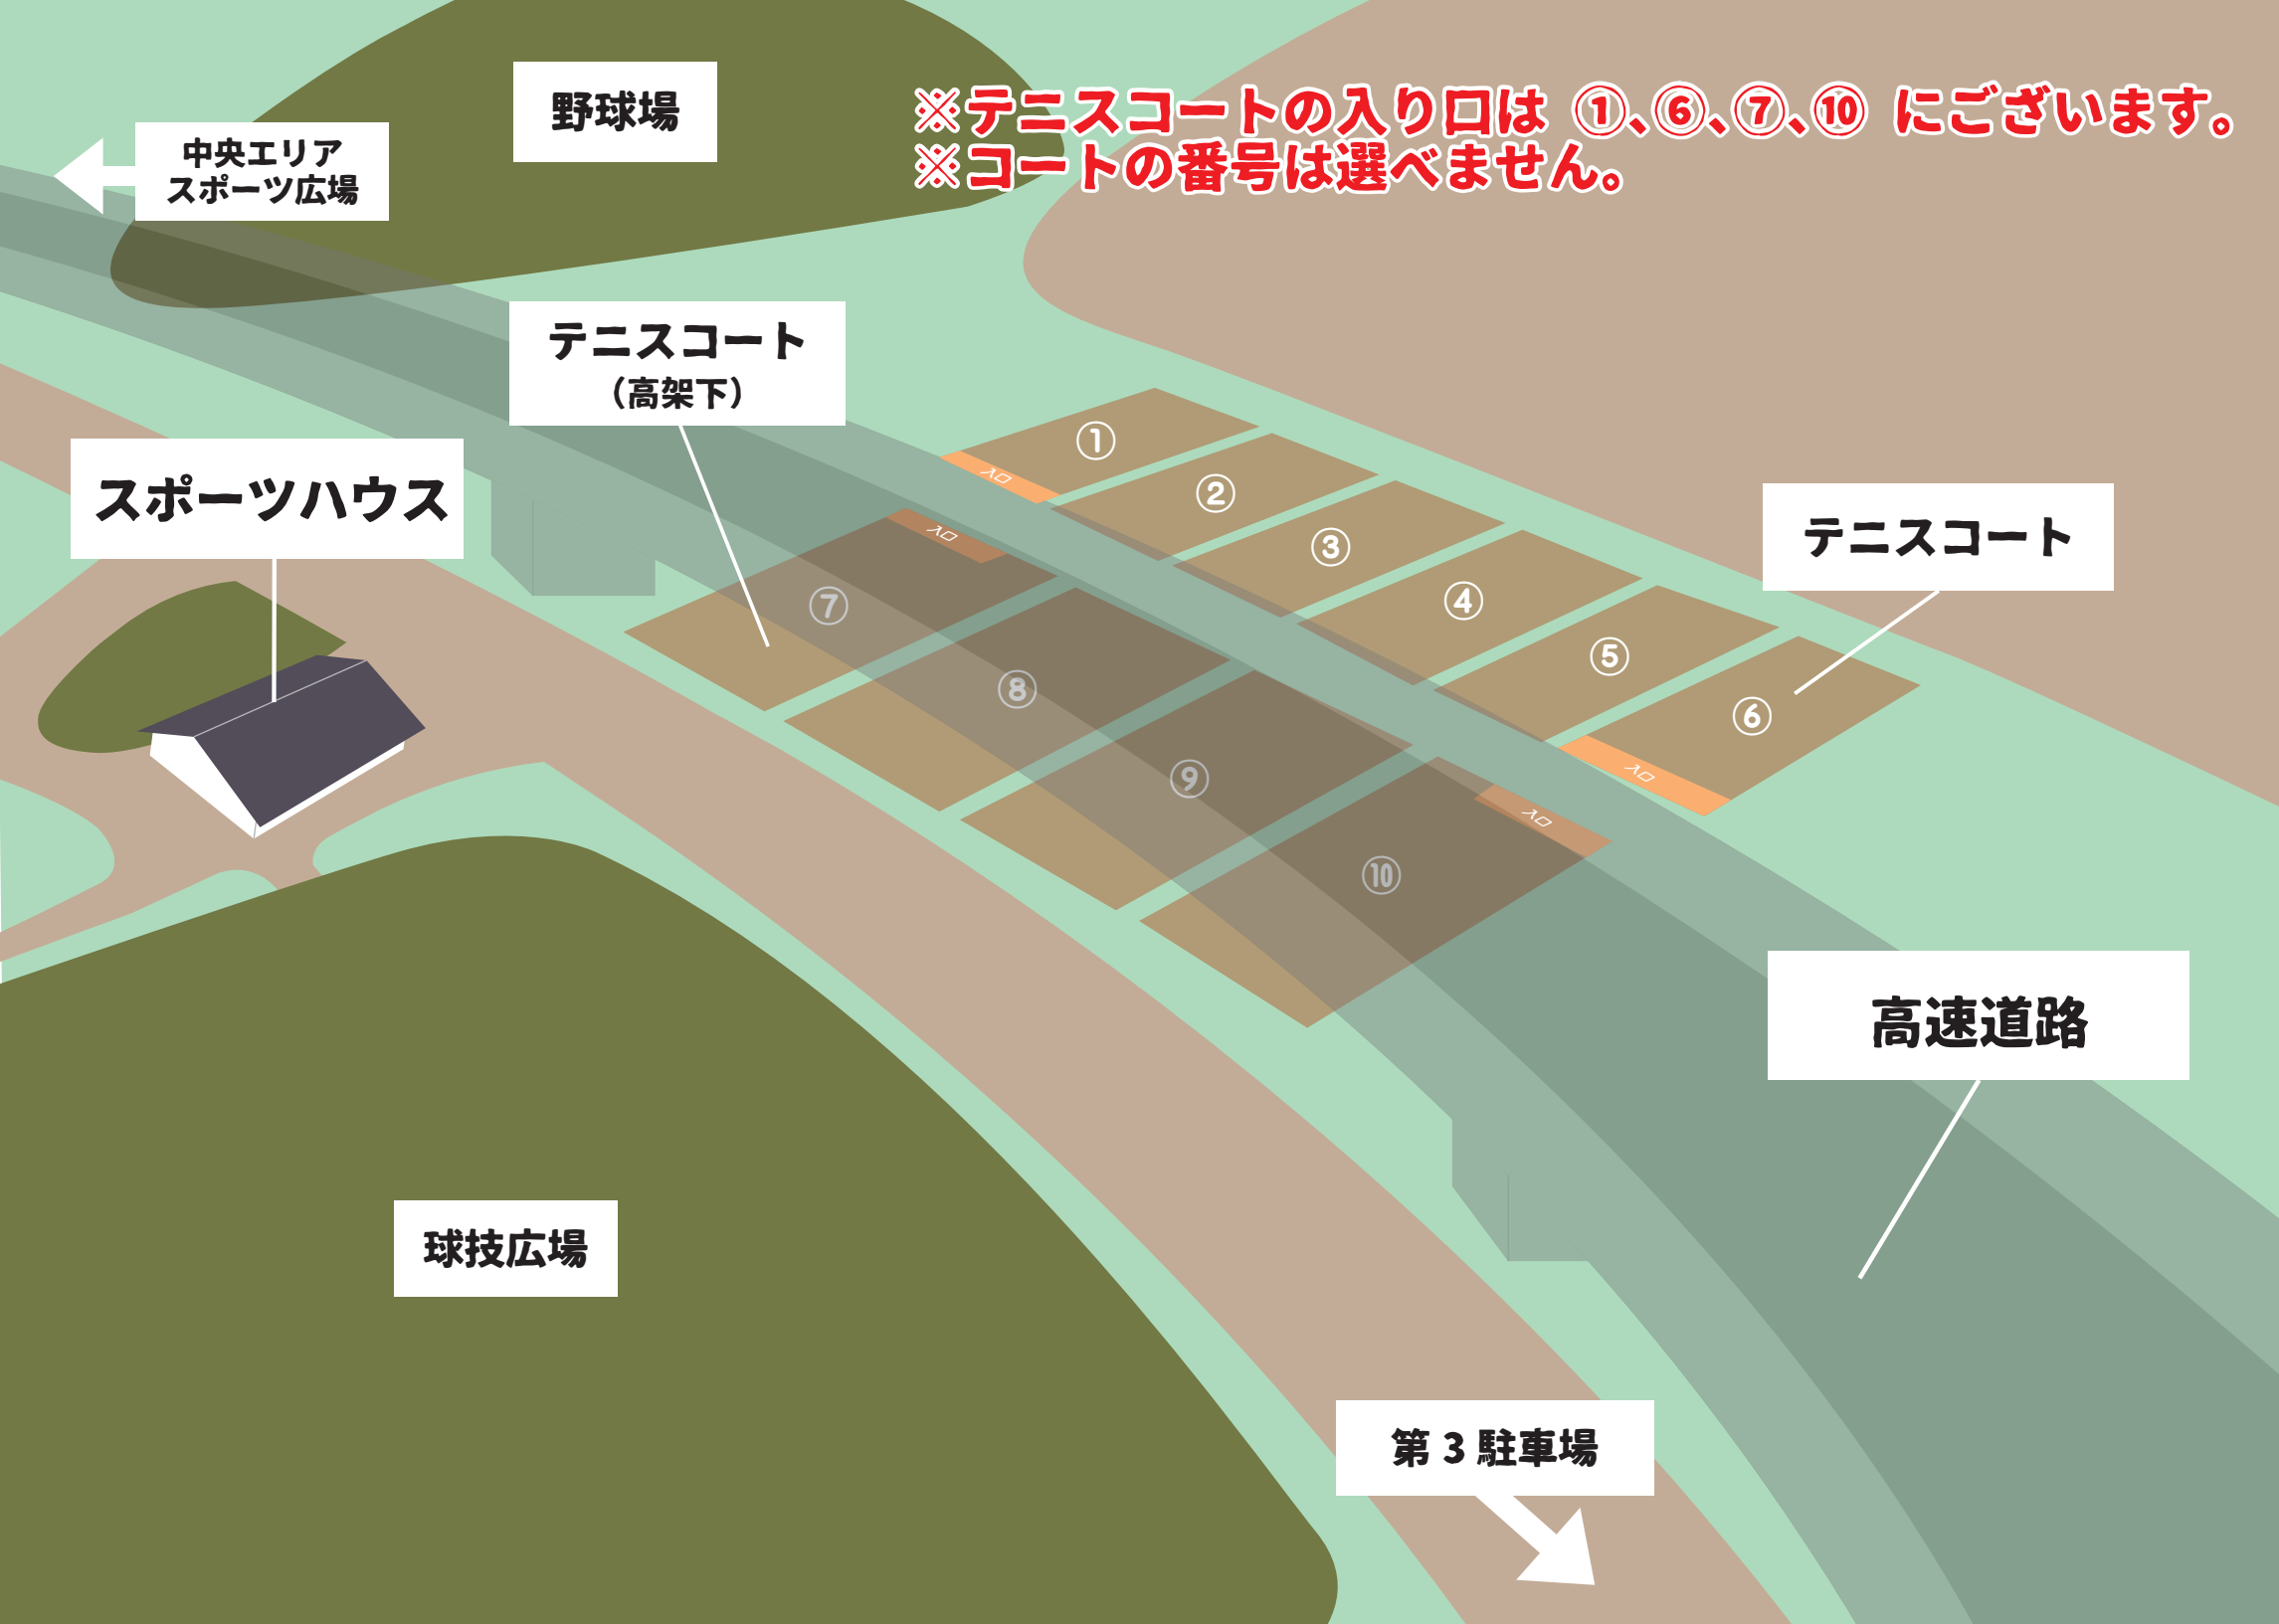 野球場
※テニスコートの入り口は ①、⑥、⑦、⑩ にございます。
※コートの番号は選べません。
中央エリア
スポーツ広場
テニスコート
（高架下）
スポーツハウス
テニスコート
①
入口
②
入口
③
④
⑦
⑤
⑧
⑥
入口
⑨
入口
⑩
高速道路
球技広場
第3駐車場